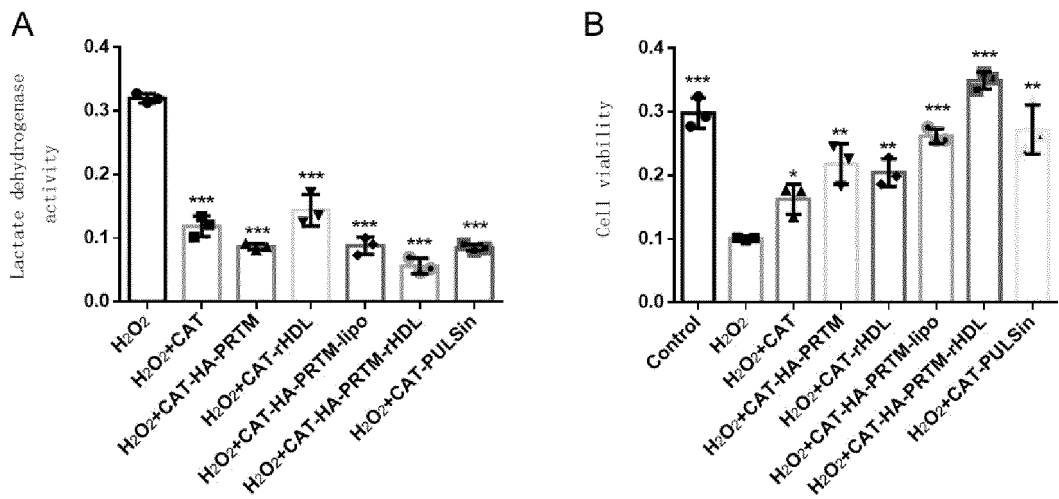 A
Lactate dehydrogenase
activity
0.4
0.3
0.2
0.1
0.0
***
***
***
***
***
***
H₂O₂
H₂O₂+CAT
H₂O₂+CAT-HA-PRTM
H₂O₂+CAT-rHDL
H₂O₂+CAT-HA-PRTM-lipo
H₂O₂+CAT-HA-PRTM-rHDL
H₂O₂+CAT-PULSin
B
Cell viability
0.4
0.3
0.2
0.1
0.0
***
*
**
**
***
***
**
Control
H₂O₂
H₂O₂+CAT
H₂O₂+CAT-HA-PRTM
H₂O₂+CAT-rHDL
H₂O₂+CAT-HA-PRTM-lipo
H₂O₂+CAT-HA-PRTM-rHDL
H₂O₂+CAT-PULSin